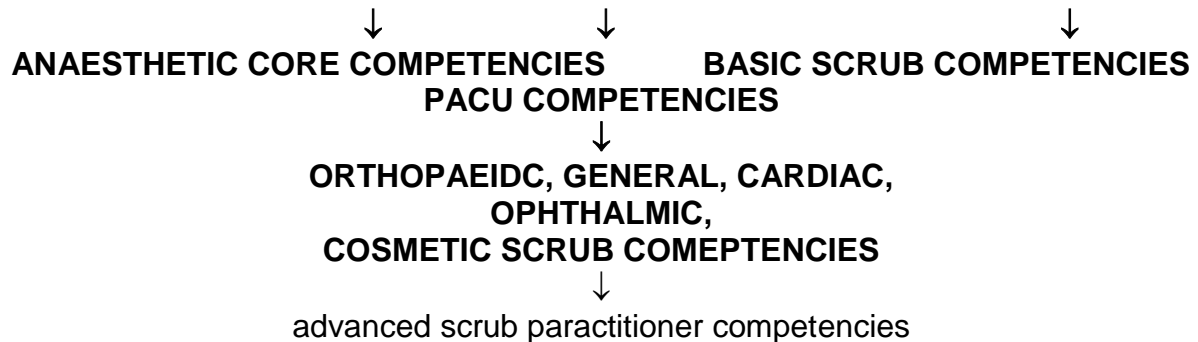 ↓ ↓ ↓
ANAESTHETIC CORE COMPETENCIES BASIC SCRUB COMPETENCIES
PACU COMPETENCIES
↓
ORTHOPAEIDC, GENERAL, CARDIAC,
OPHTHALMIC,
COSMETIC SCRUB COMEPTENCIES
↓
advanced scrub paractitioner competencies